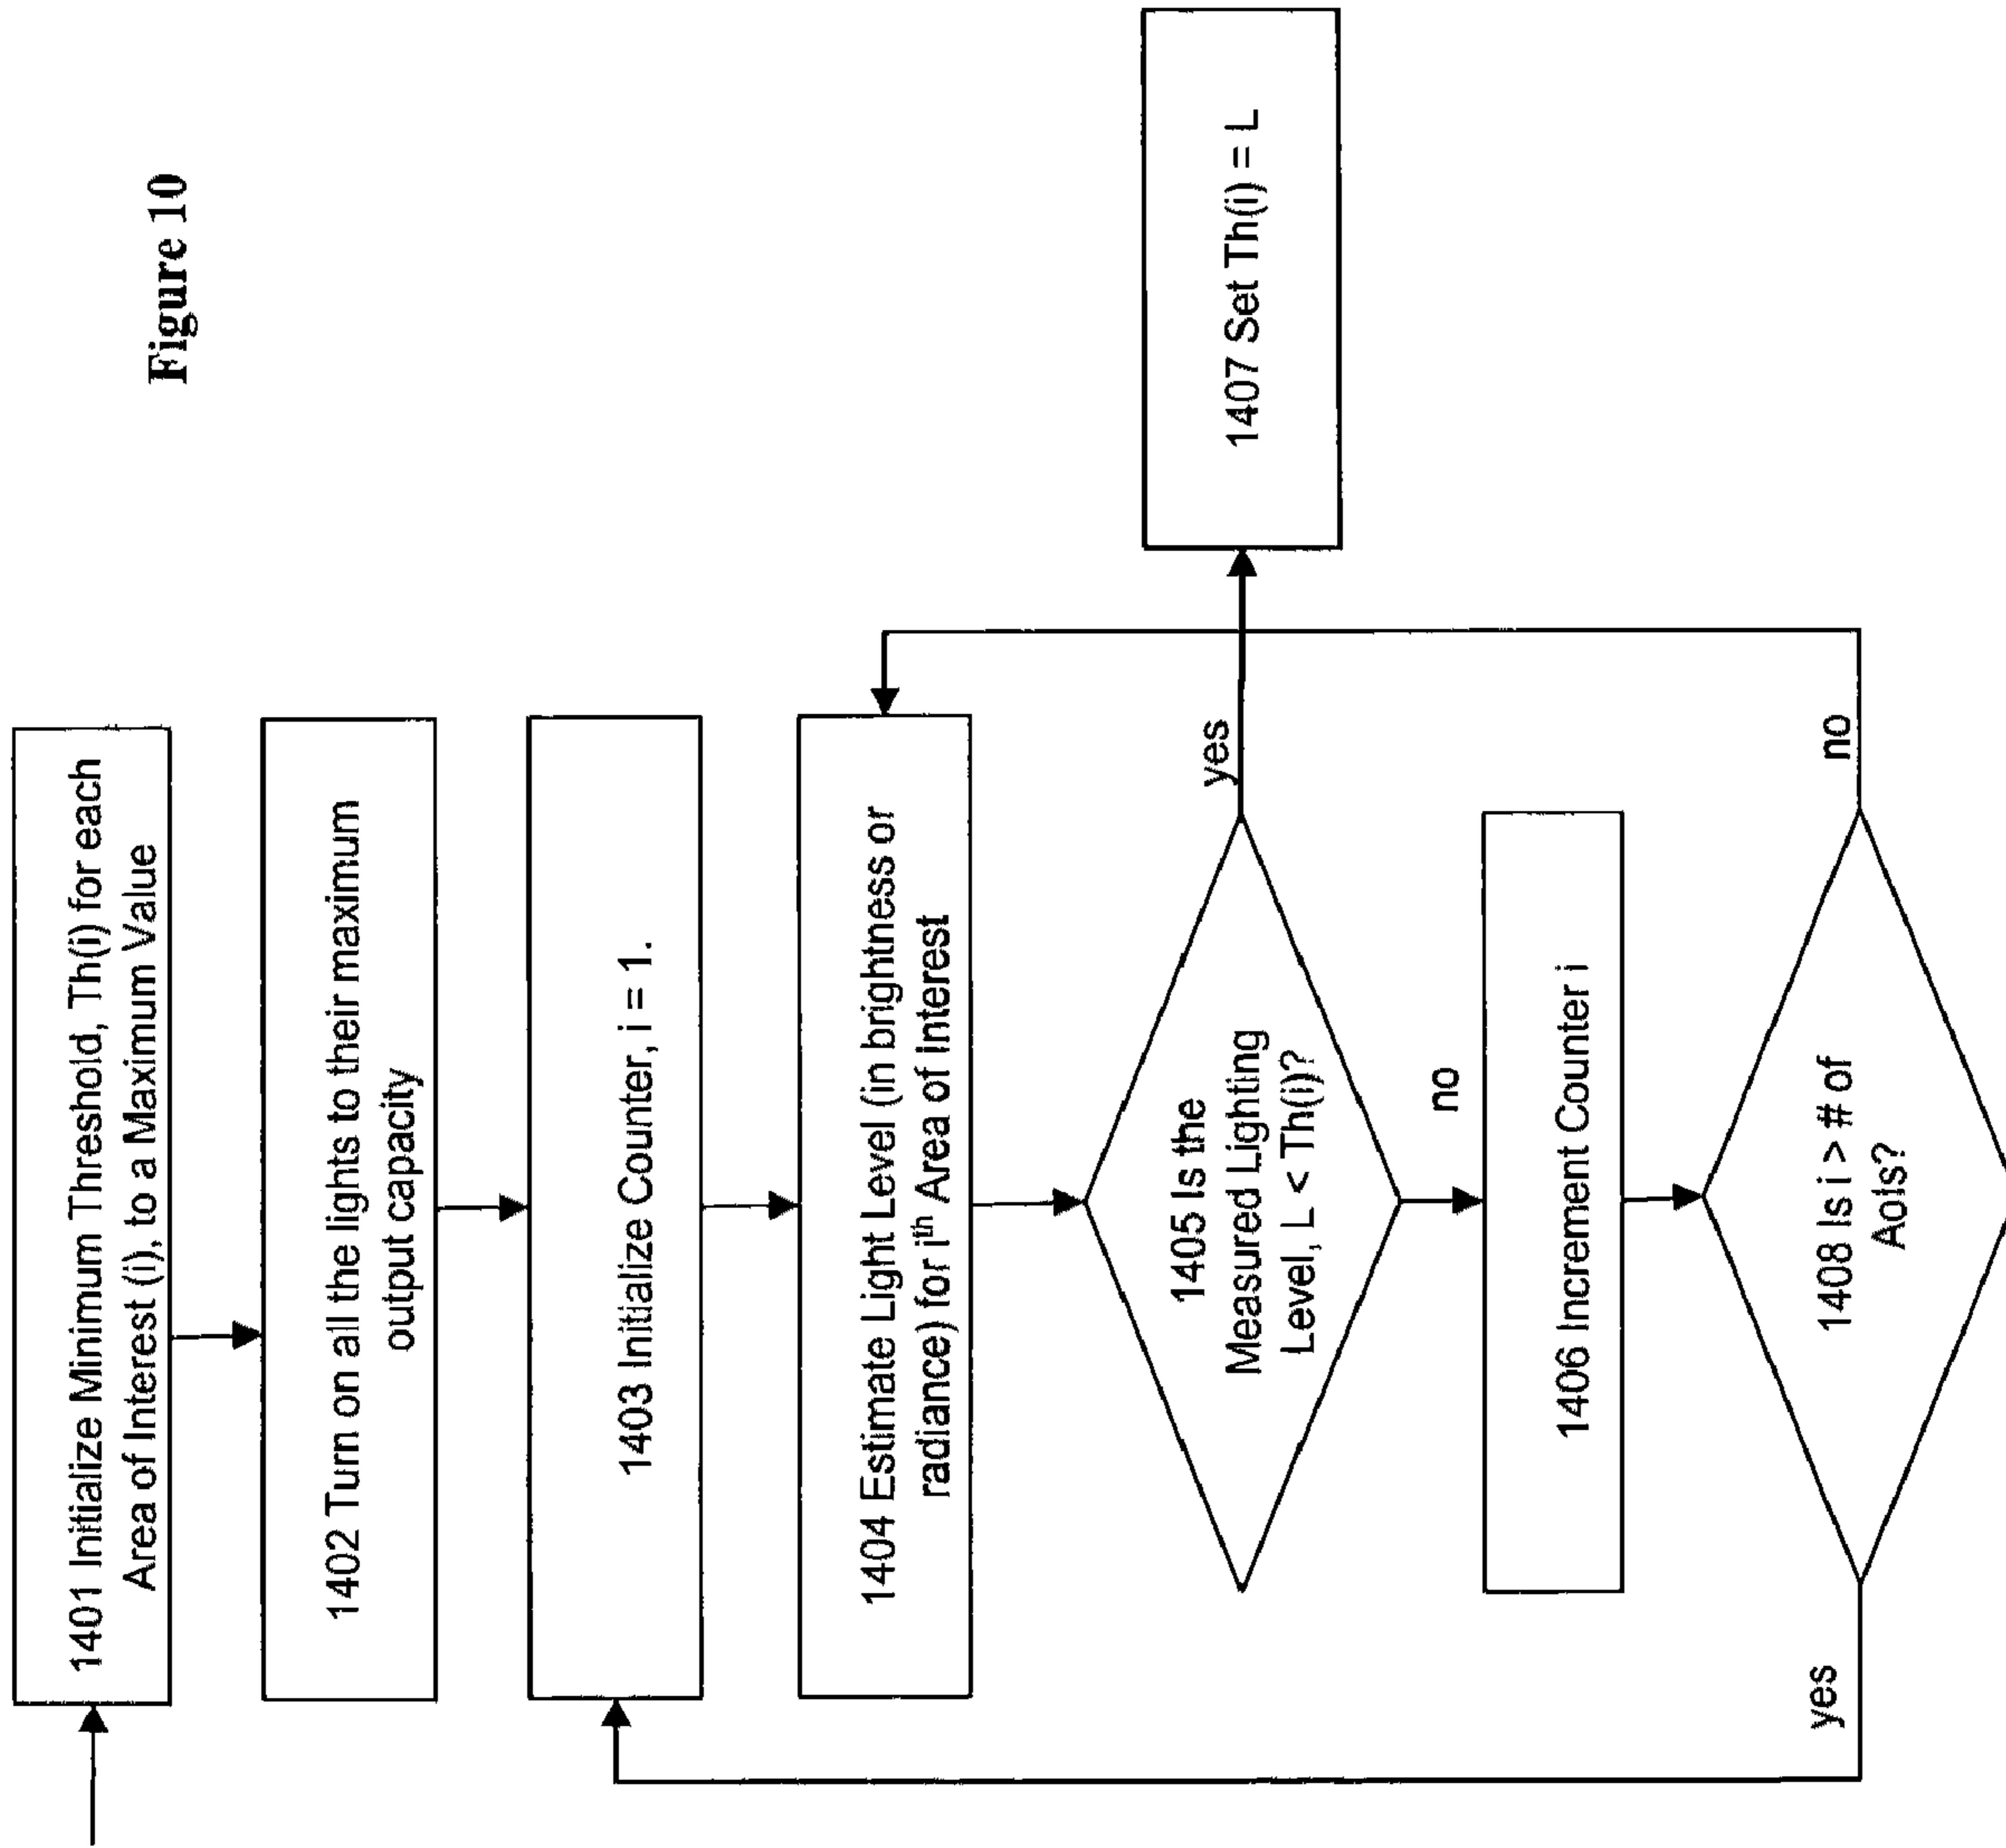 Figure 10
1401 Initialize Minimum Threshold, Th(i) for each
Area of Interest (i), to a Maximum Value
1402 Turn on all the lights to their maximum
output capacity
1403 Initialize Counter, i = 1.
1404 Estimate Light Level (in brightness or
radiance) for ith Area of interest
1405 Is the
Measured Lighting
Level, L < Th(i)?
yes
1407 Set Th(i) = L
no
1406 Increment Counter i
1408 Is i > # of
AoIs?
yes
no